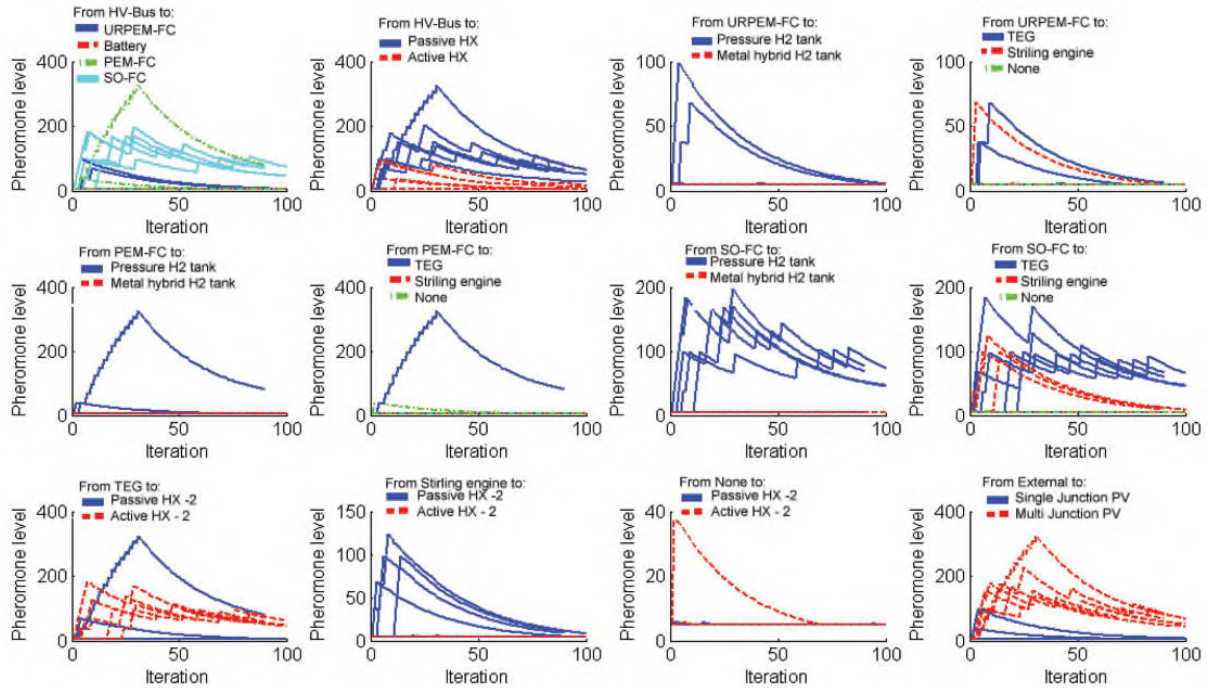 From HV-Bus to:
URPEM-FC
Battery
PEM-FC
SO-FC
Pheromone level
400
200
0
0 50 100
Iteration
From HV-Bus to:
Passive HX
Active HX
Pheromone level
400
200
0
0 50 100
Iteration
From URPEM-FC to:
Pressure H2 tank
Metal hybrid H2 tank
Pheromone level
100
50
0
0 50 100
Iteration
From URPEM-FC to:
TEG
Striling engine
None
Pheromone level
100
50
0
0 50 100
Iteration
From PEM-FC to:
Pressure H2 tank
Metal hybrid H2 tank
Pheromone level
400
200
0
0 50 100
Iteration
From PEM-FC to:
TEG
Striling engine
None
Pheromone level
400
200
0
0 50 100
Iteration
From SO-FC to:
Pressure H2 tank
Metal hybrid H2 tank
Pheromone level
200
100
0
0 50 100
Iteration
From SO-FC to:
TEG
Striling engine
None
Pheromone level
200
100
0
0 50 100
Iteration
From TEG to:
Passive HX -2
Active HX - 2
Pheromone level
400
200
0
0 50 100
Iteration
From Stirling engine to:
Passive HX -2
Active HX - 2
Pheromone level
150
100
50
0
0 50 100
Iteration
From None to:
Passive HX -2
Active HX - 2
Pheromone level
40
20
0
0 50 100
Iteration
From External to:
Single Junction PV
Multi Junction PV
Pheromone level
400
200
0
0 50 100
Iteration